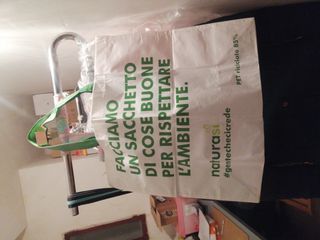 FACCIAMO
UN SACCHETTO
DI COSE BUONE
PER RISPETTARE
L'AMBIENTE.
PET riciclato 85%
naturasì
#gentechecicrede